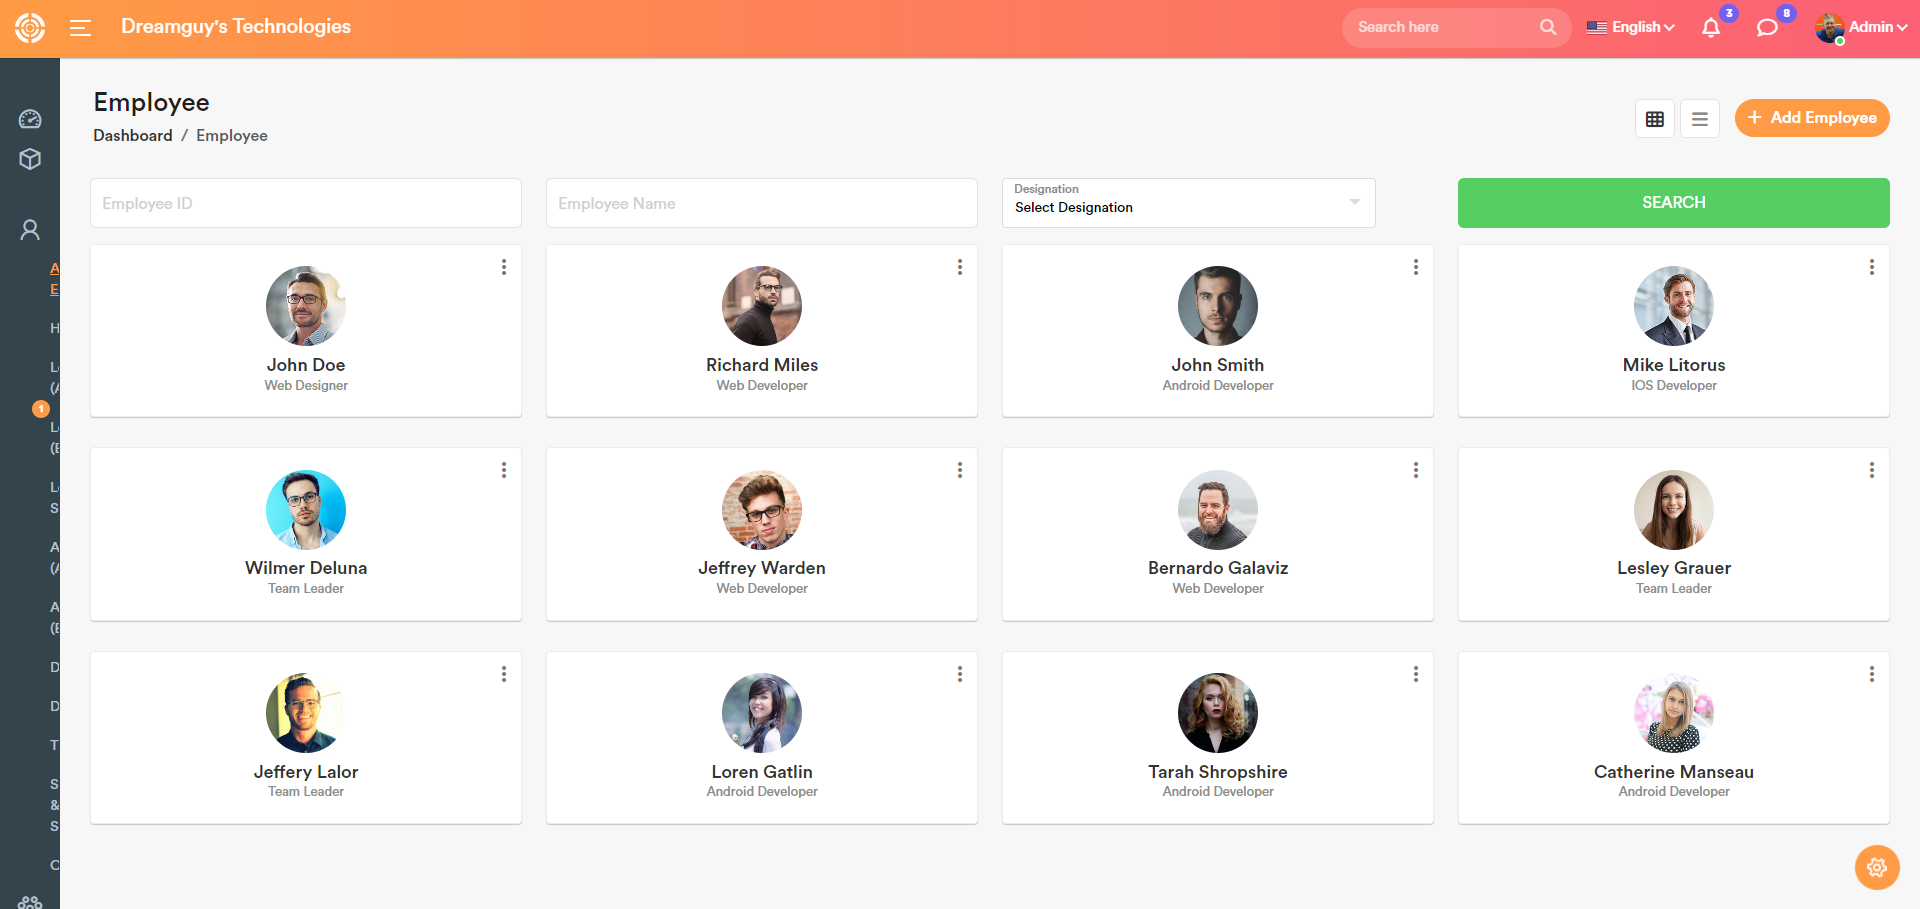 Dreamguy's Technologies
Search here
English
3
8
Admin
Employee
Dashboard / Employee
+ Add Employee
Employee ID
Employee Name
Designation
Select Designation
SEARCH
A
E
H
L
(A
1
L
(E
L
S
A
(A
A
(E
D
D
T
S
&
S
C
John Doe
Web Designer
Richard Miles
Web Developer
John Smith
Android Developer
Mike Litorus
IOS Developer
Wilmer Deluna
Team Leader
Jeffrey Warden
Web Developer
Bernardo Galaviz
Web Developer
Lesley Grauer
Team Leader
Jeffery Lalor
Team Leader
Loren Gatlin
Android Developer
Tarah Shropshire
Android Developer
Catherine Manseau
Android Developer